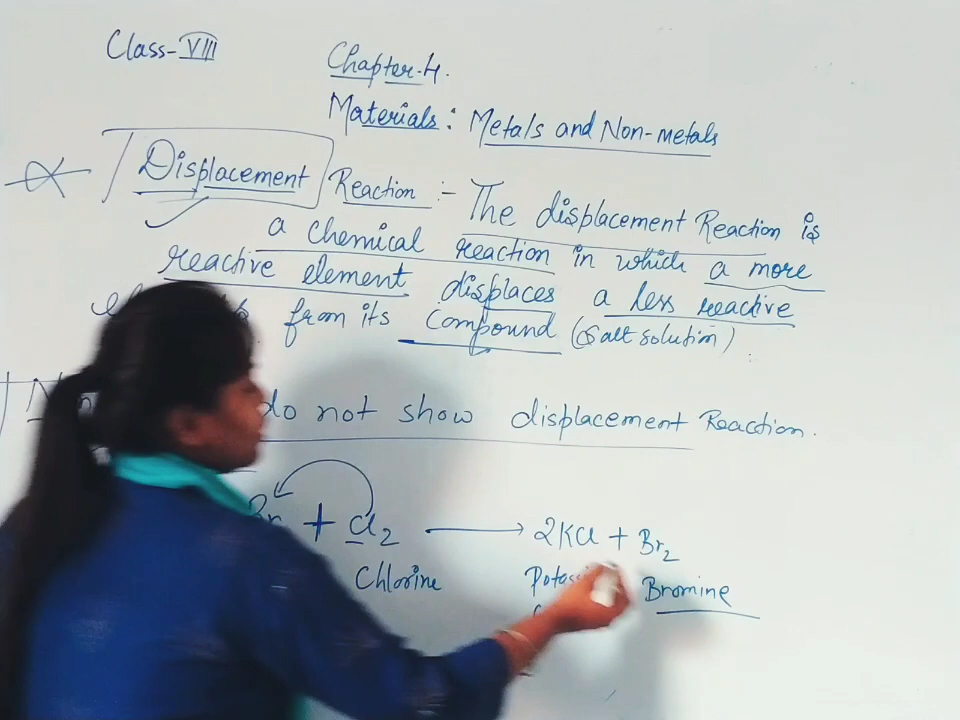 Class-VIII
Chapter-4.
Materials: Metals and Non-metals
Displacement Reaction :- The displacement Reaction is
a chemical reaction in which a more
reactive element displaces a less reactive
from its compound (salt solution)
do not show displacement Reaction.
Br + Cl2 → 2KCl + Br2
Chlorine Bromine